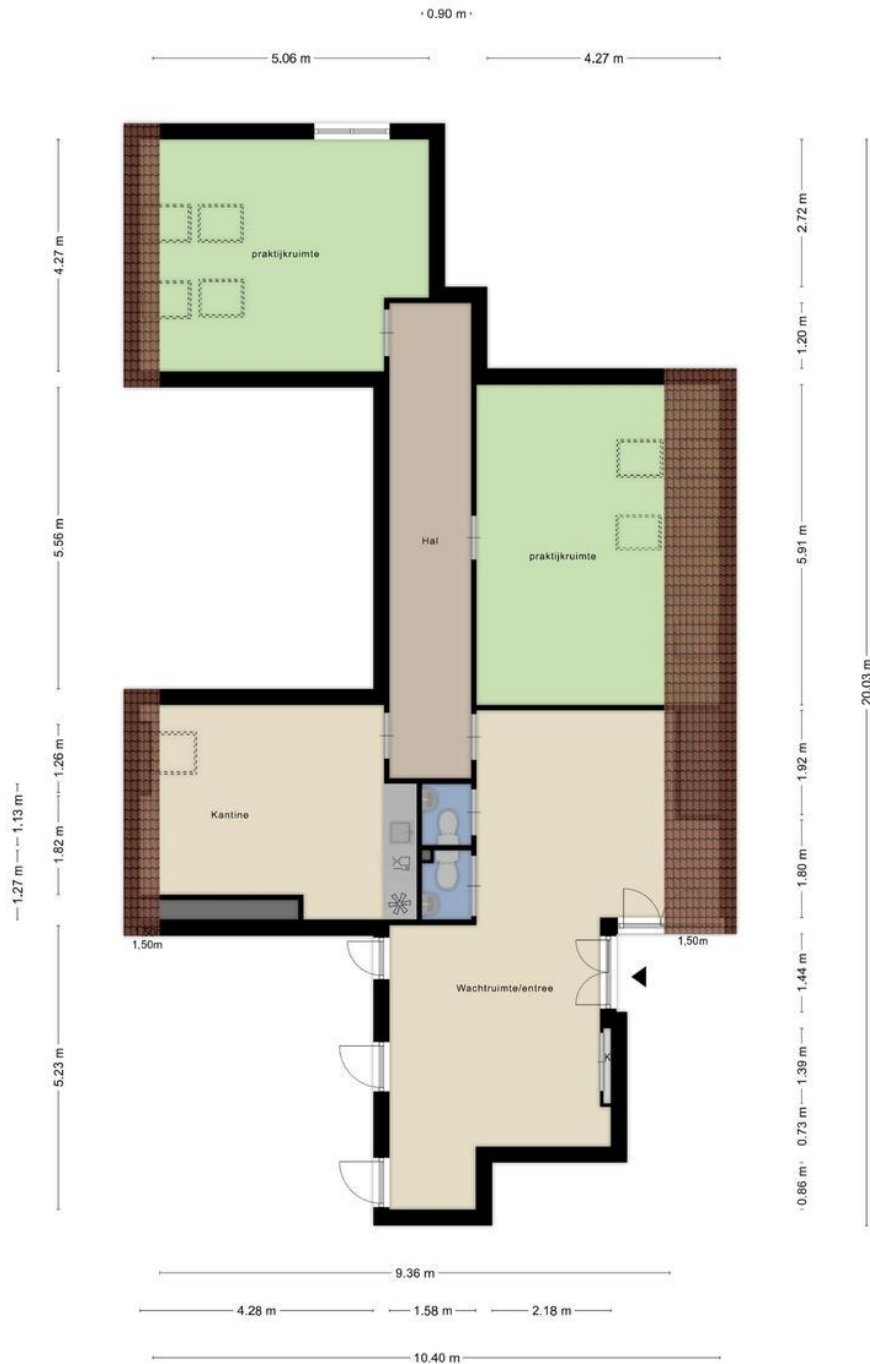 0.90 m
5.06 m
4.27 m
4.27 m
2.72 m
praktijkruimte
1.20 m
5.56 m
Hal
praktijkruimte
5.91 m
20.03 m
1.26 m
1.92 m
1.13 m
Kantine
1.82 m
1.80 m
1.27 m
1,50m
1,50m
Wachtruimte/entree
1.44 m
K
1.39 m
5.23 m
0.73 m
0.86 m
9.36 m
4.28 m
1.58 m
2.18 m
10.40 m